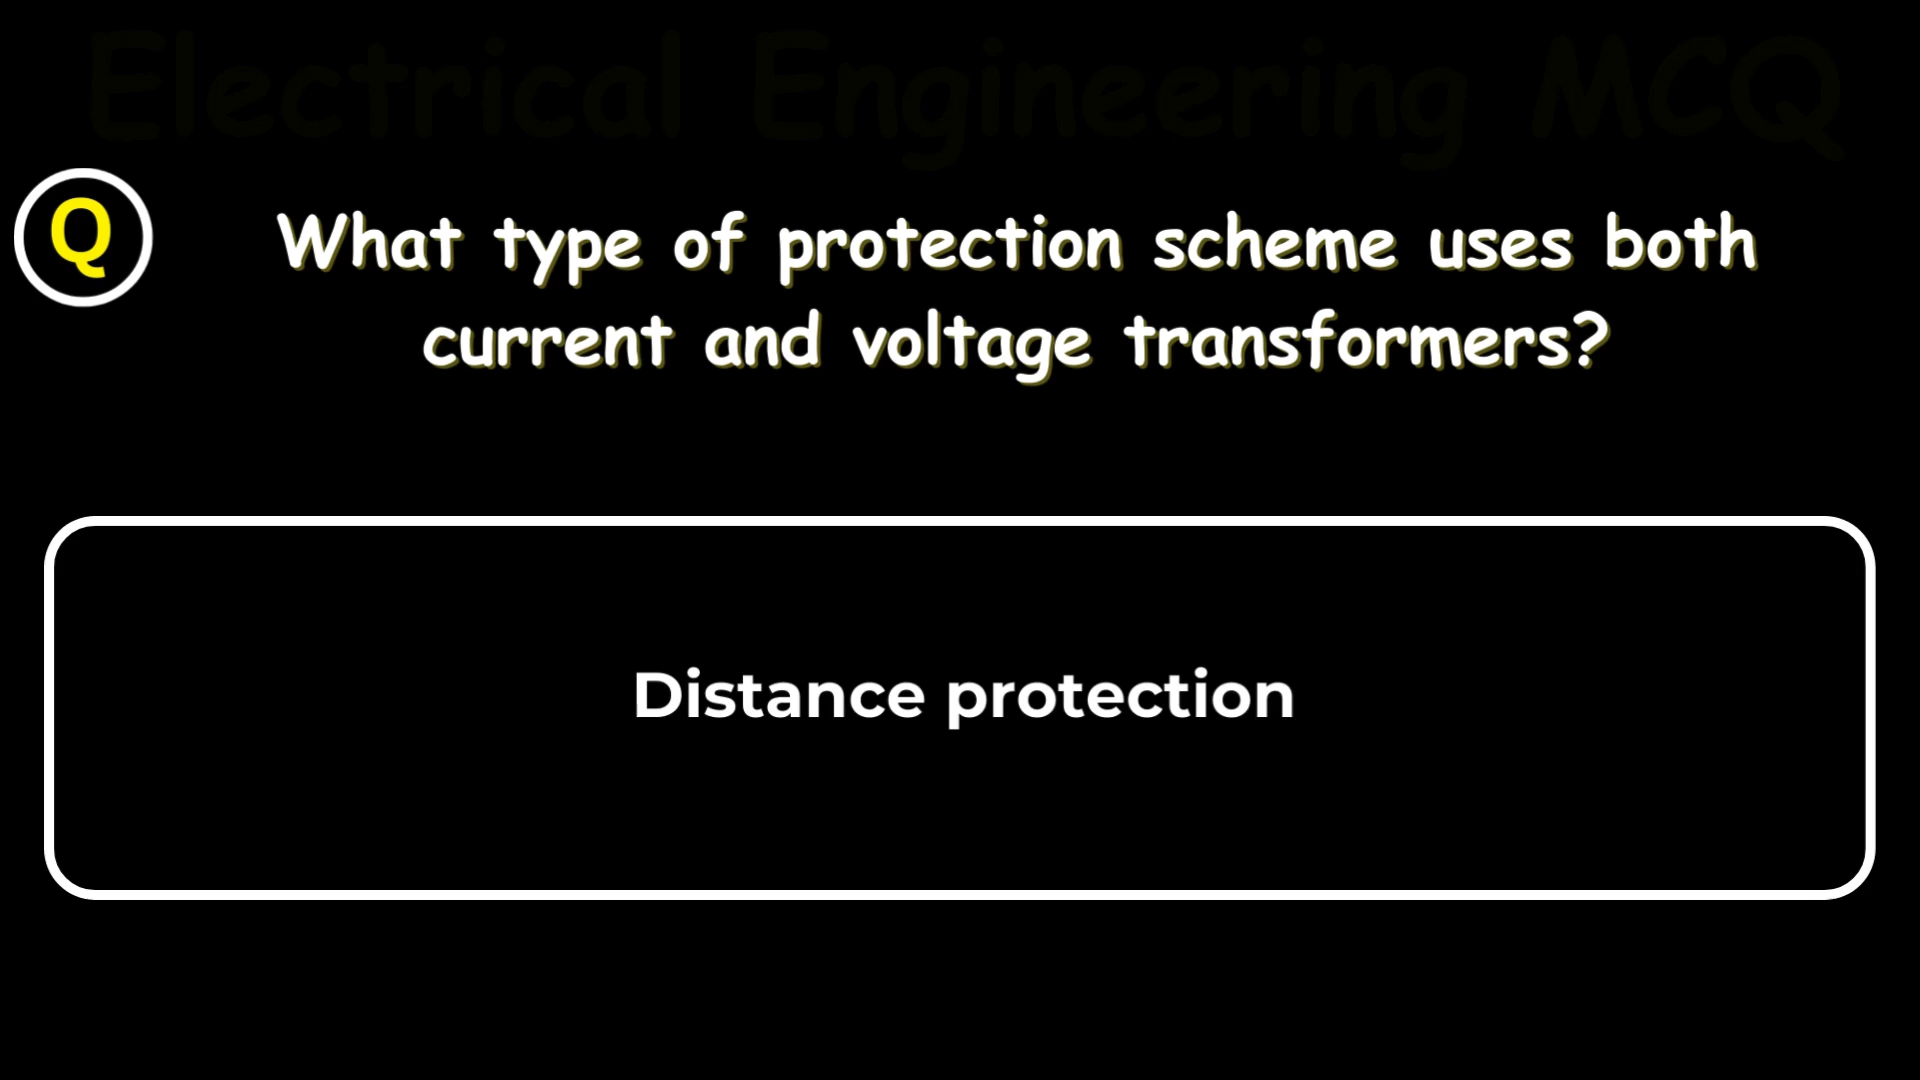 Electrical Engineering MCQ
Q
What type of protection scheme uses both
current and voltage transformers?
Distance protection